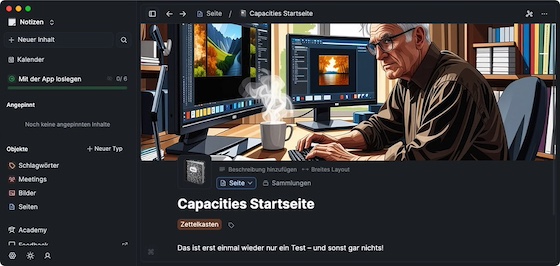 Notizen
Seite / Capacities Startseite
+ Neuer Inhalt
Kalender
Mit der App loslegen
0/ 6
Angepinnt
Noch keine angepinnten Inhalte
Objekte
+ Neuer Typ
Schlagwörter
Meetings
Bilder
Seiten
Academy
Feedback
Beschreibung hinzufügen
Breites Layout
Seite
Sammlungen
Capacities Startseite
Zettelkasten
Das ist erst einmal wieder nur ein Test – und sonst gar nichts!